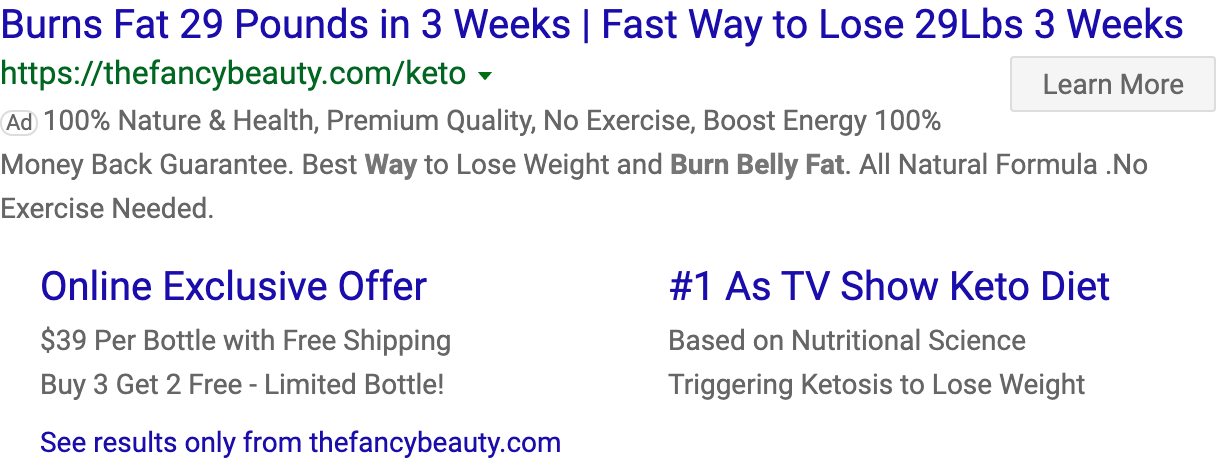 Burns Fat 29 Pounds in 3 Weeks | Fast Way to Lose 29Lbs 3 Weeks
https://thefancybeauty.com/keto
Learn More
Ad 100% Nature & Health, Premium Quality, No Exercise, Boost Energy 100%
Money Back Guarantee. Best Way to Lose Weight and Burn Belly Fat. All Natural Formula .No
Exercise Needed.
Online Exclusive Offer
$39 Per Bottle with Free Shipping
Buy 3 Get 2 Free - Limited Bottle!
#1 As TV Show Keto Diet
Based on Nutritional Science
Triggering Ketosis to Lose Weight
See results only from thefancybeauty.com